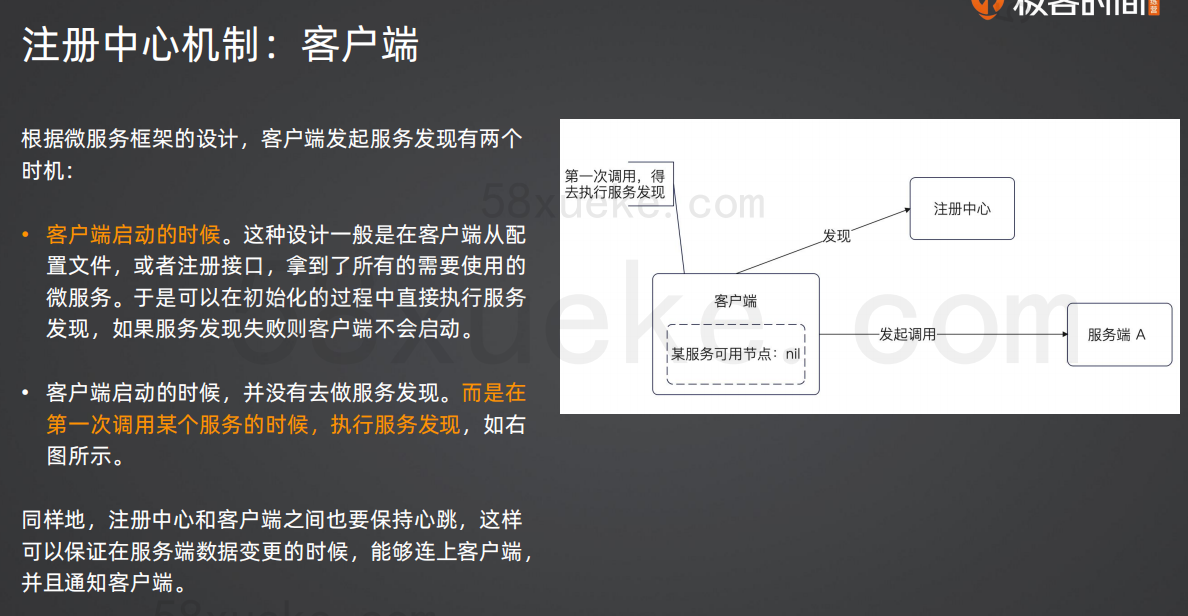 极客时间
训练营
注册中心机制：客户端
根据微服务框架的设计，客户端发起服务发现有两个
时机：
• 客户端启动的时候。这种设计一般是在客户端从配
置文件，或者注册接口，拿到了所有的需要使用的
微服务。于是可以在初始化的过程中直接执行服务
发现，如果服务发现失败则客户端不会启动。
• 客户端启动的时候，并没有去做服务发现。而是在
第一次调用某个服务的时候，执行服务发现，如右
图所示。
同样地，注册中心和客户端之间也要保持心跳，这样
可以保证在服务端数据变更的时候，能够连上客户端，
并且通知客户端。
第一次调用，得
去执行服务发现
注册中心
发现
客户端
某服务可用节点：nil
发起调用
服务端 A
58xueke.com
58xueke.com
58xueke.com